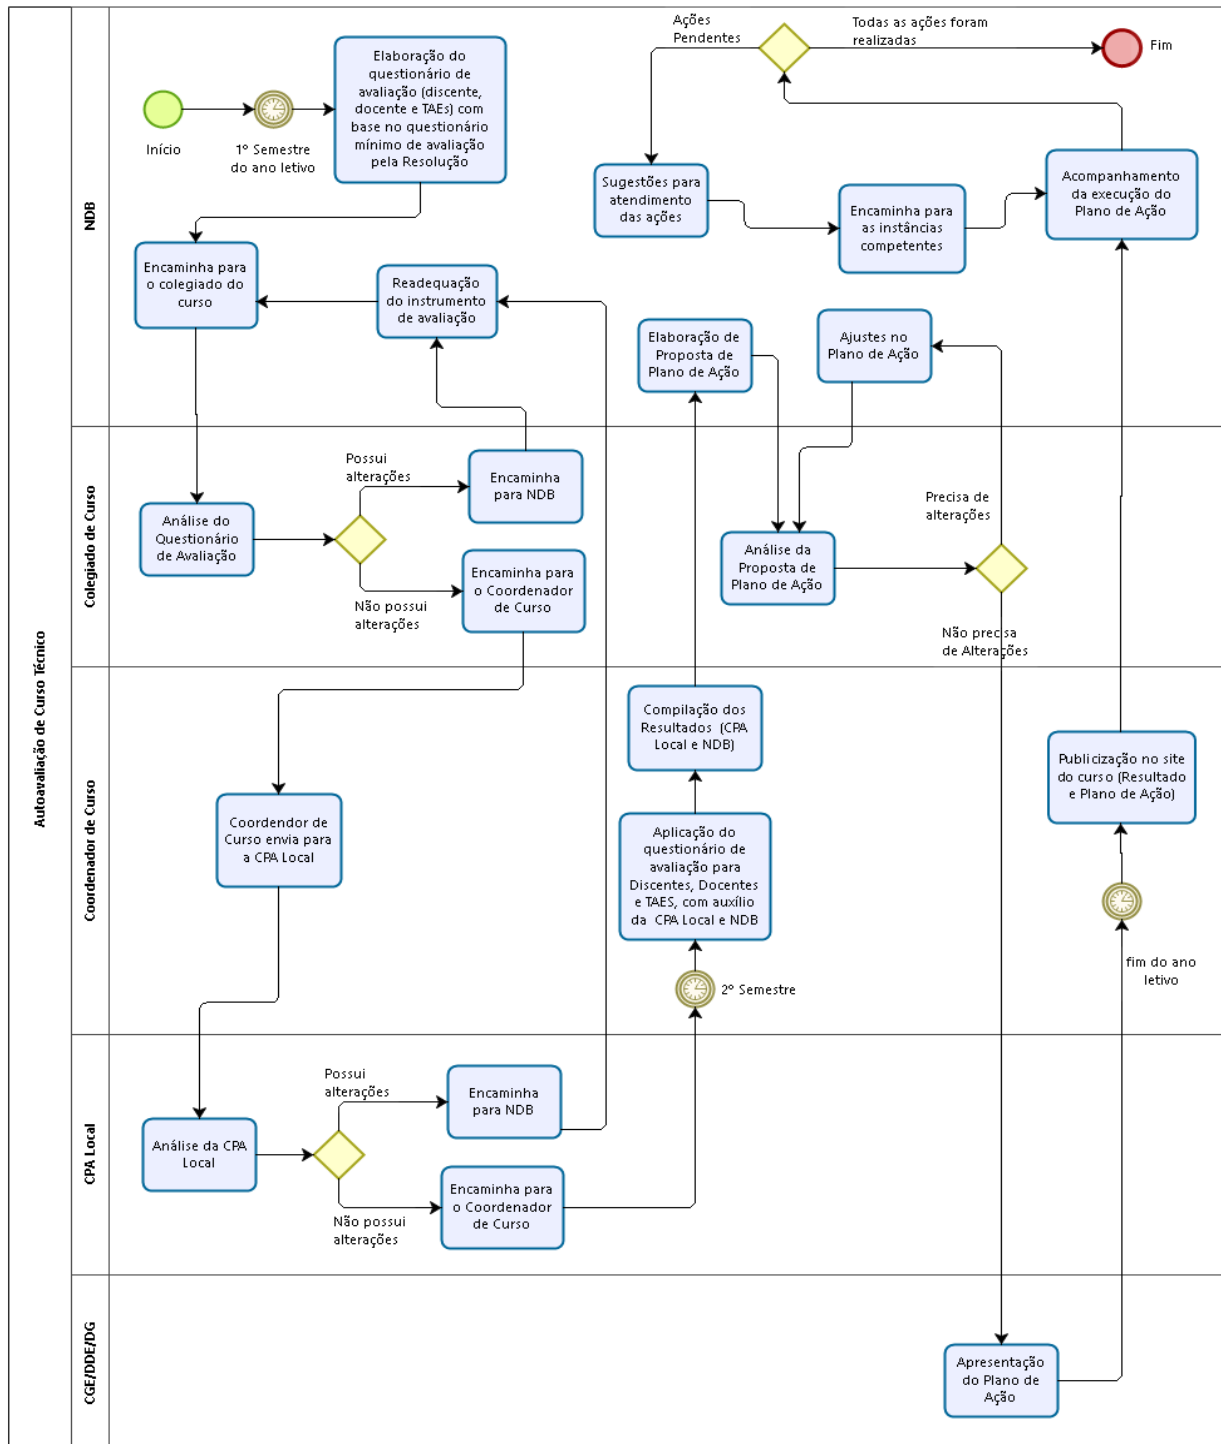 Autoavaliação de Curso Técnico
NDB
Início
1º Semestre
do ano letivo
Elaboração do
questionário de
avaliação (discente,
docente e TAEs) com
base no questionário
mínimo de avaliação
pela Resolução
Ações
Pendentes
Todas as ações foram
realizadas
Fim
Sugestões para
atendimento
das ações
Encaminha para
as instâncias
competentes
Acompanhamento
da execução do
Plano de Ação
Encaminha para
o colegiado do
curso
Readequação
do instrumento
de avaliação
Elaboração de
Proposta de
Plano de Ação
Ajustes no
Plano de Ação
Colegiado de Curso
Possui
alterações
Encaminha
para NDB
Análise do
Questionário
de Avaliação
Não possui
alterações
Encaminha para
o Coordenador
de Curso
Análise da
Proposta de
Plano de Ação
Precisa de
alterações
Não precisa
de Alterações
Coordenador de Curso
Coordendor de
Curso envia para
a CPA Local
Compilação dos
Resultados (CPA
Local e NDB)
Aplicação do
questionário de
avaliação para
Discentes, Docentes
e TAES, com auxílio
da CPA Local e NDB
2º Semestre
Publicização no site
do curso (Resultado
e Plano de Ação)
fim do ano
letivo
CPA Local
Análise da CPA
Local
Possui
alterações
Encaminha
para NDB
Não possui
alterações
Encaminha para
o Coordenador
de Curso
CGE/DDE/DG
Apresentação
do Plano de
Ação